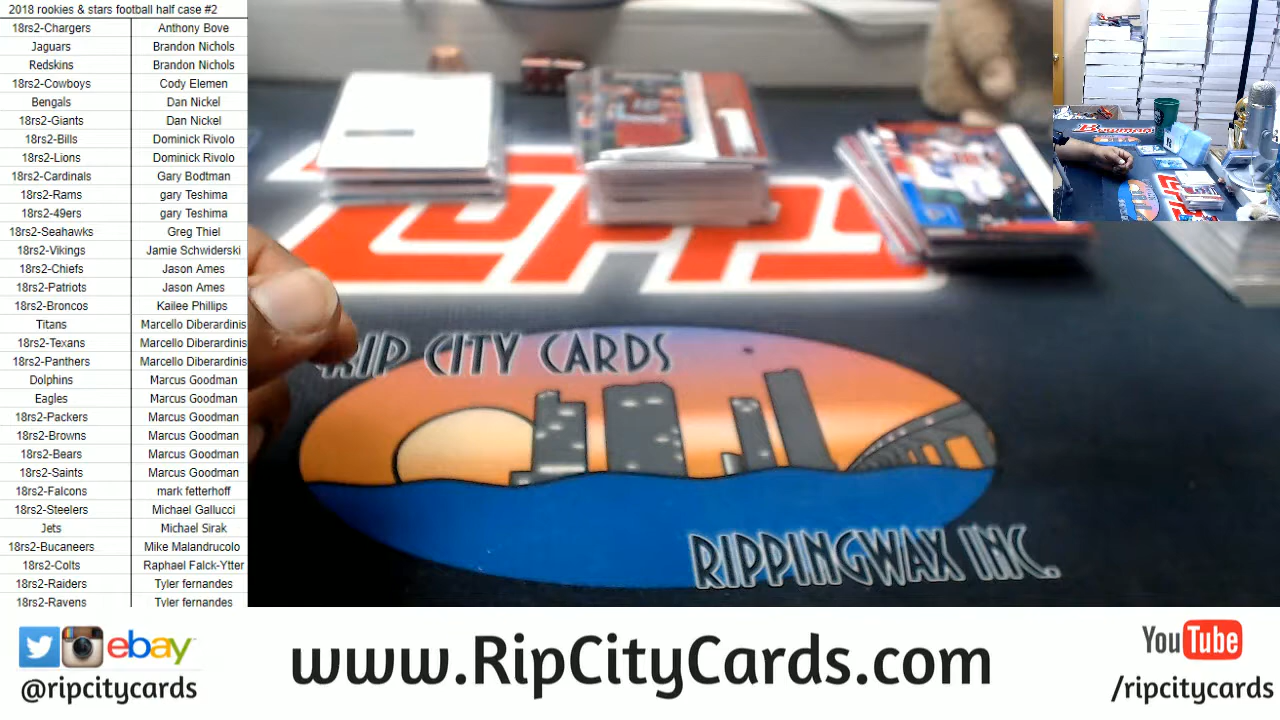 2018 rookies & stars football half case #2
18rs2-Chargers Anthony Bove
Jaguars Brandon Nichols
Redskins Brandon Nichols
18rs2-Cowboys Cody Elemen
Bengals Dan Nickel
18rs2-Giants Dan Nickel
18rs2-Bills Dominick Rivolo
18rs2-Lions Dominick Rivolo
18rs2-Cardinals Gary Bodtman
18rs2-Rams gary Teshima
18rs2-49ers gary Teshima
18rs2-Seahawks Greg Thiel
18rs2-Vikings Jamie Schwiderski
18rs2-Chiefs Jason Ames
18rs2-Patriots Jason Ames
18rs2-Broncos Kailee Phillips
Titans Marcello Diberardinis
18rs2-Texans Marcello Diberardinis
18rs2-Panthers Marcello Diberardinis
Dolphins Marcus Goodman
Eagles Marcus Goodman
18rs2-Packers Marcus Goodman
18rs2-Browns Marcus Goodman
18rs2-Bears Marcus Goodman
18rs2-Saints Marcus Goodman
18rs2-Falcons mark fetterhoff
18rs2-Steelers Michael Gallucci
Jets Michael Sirak
18rs2-Bucaneers Mike Malandrucolo
18rs2-Colts Raphael Falck-Ytter
18rs2-Raiders Tyler fernandes
18rs2-Ravens Tyler fernandes
RIP CITY CARDS
RIPPINGWAX INC.
ebay
@ripcitycards
www.RipCityCards.com
YouTube
/ripcitycards